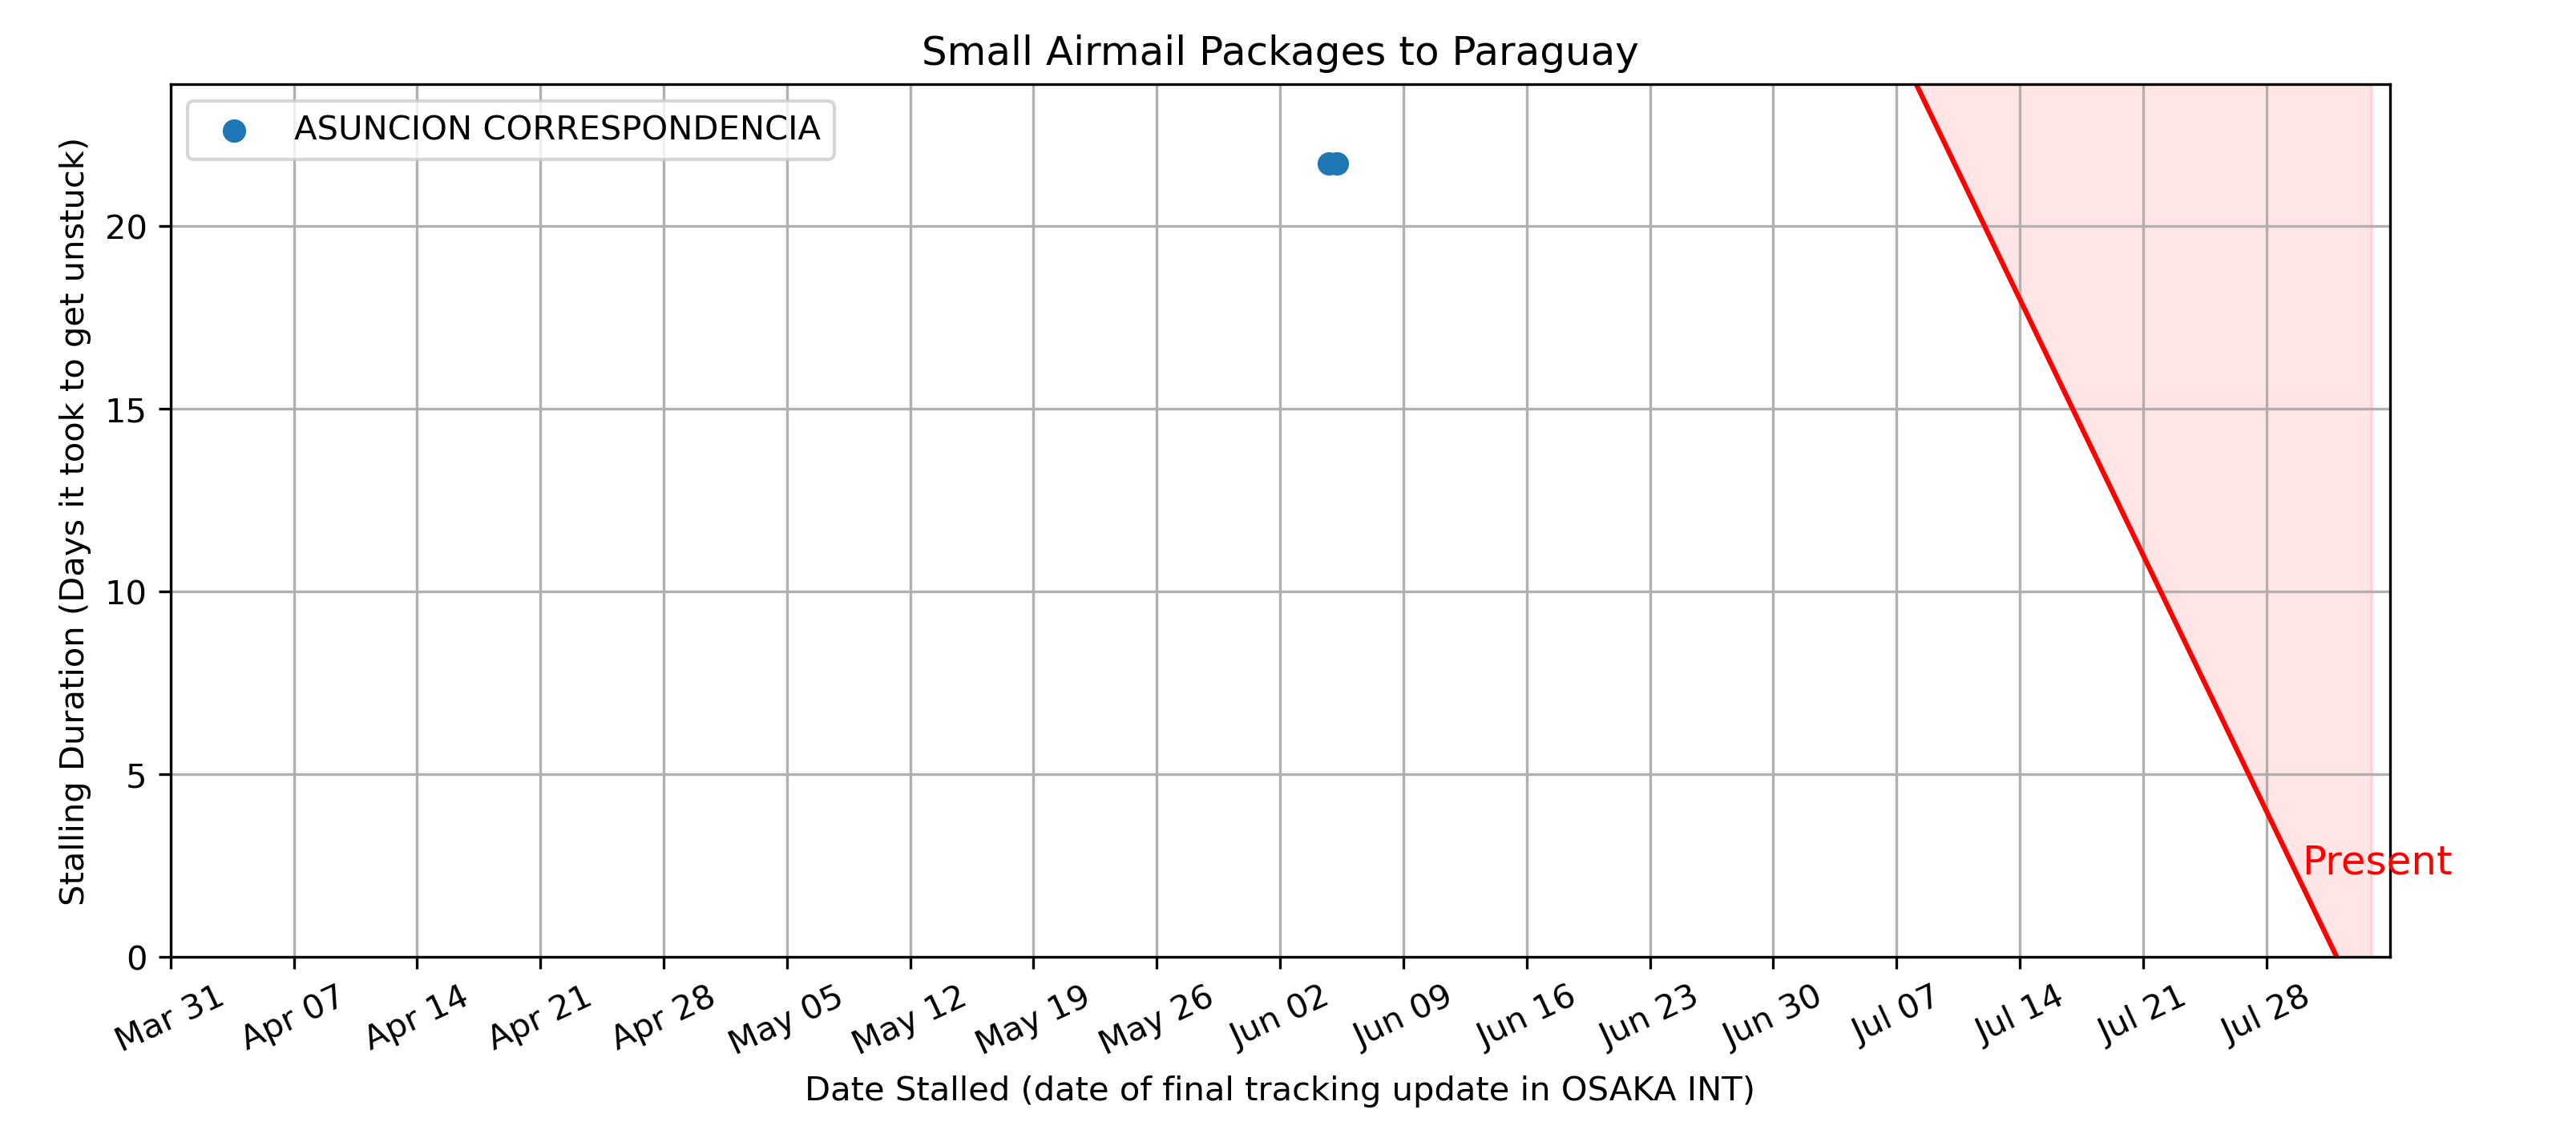 Small Airmail Packages to Paraguay
ASUNCION CORRESPONDENCIA
Stalling Duration (Days it took to get unstuck)
20
15
10
5
0
Present
Mar 31
Apr 07
Apr 14
Apr 21
Apr 28
May 05
May 12
May 19
May 26
Jun 02
Jun 09
Jun 16
Jun 23
Jun 30
Jul 07
Jul 14
Jul 21
Jul 28
Date Stalled (date of final tracking update in OSAKA INT)